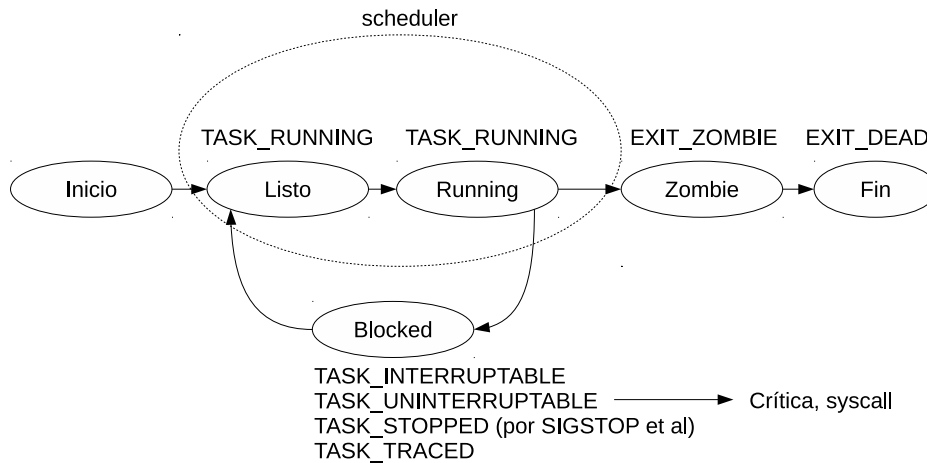 scheduler
TASK_RUNNING TASK_RUNNING EXIT_ZOMBIE EXIT_DEAD
Inicio Listo Running Zombie Fin
Blocked
TASK_INTERRUPTABLE
TASK_UNINTERRUPTABLE Crítica, syscall
TASK_STOPPED (por SIGSTOP et al)
TASK_TRACED